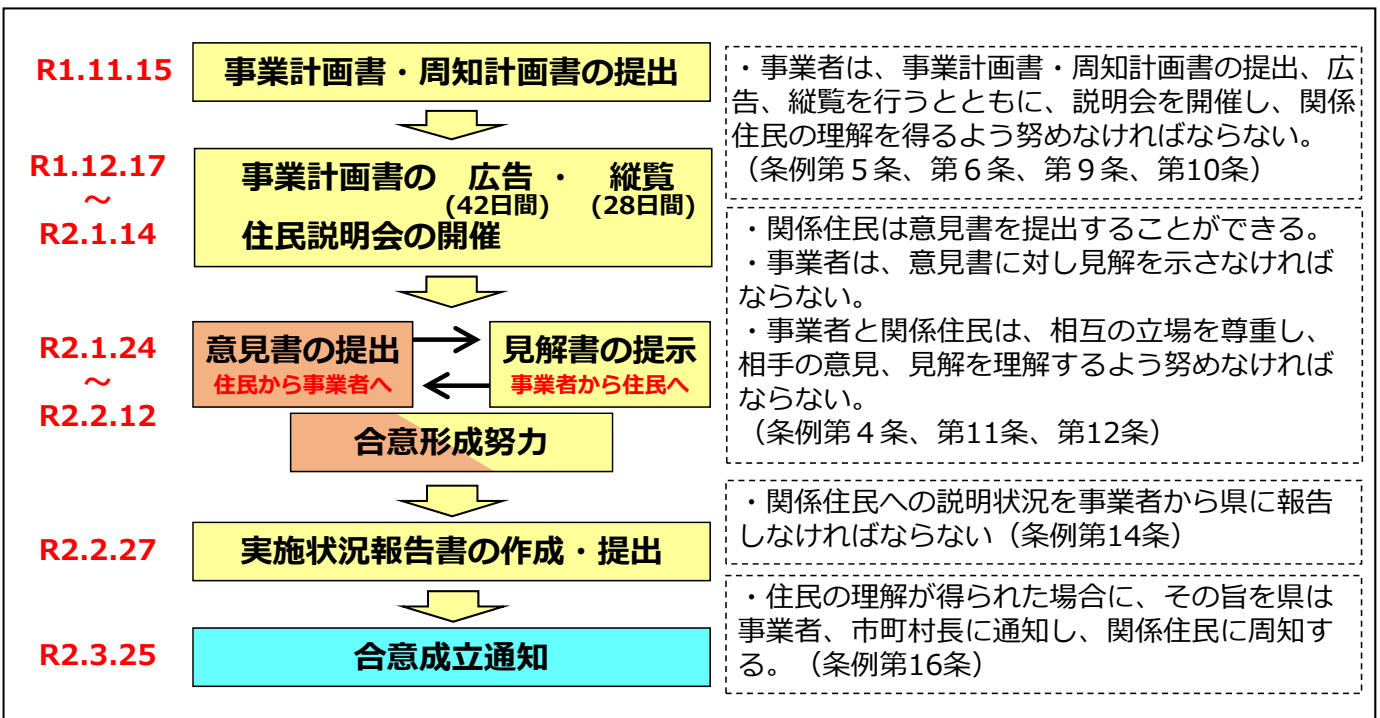 R1.11.15
事業計画書・周知計画書の提出
・事業者は、事業計画書・周知計画書の提出、広
告、縦覧を行うとともに、説明会を開催し、関係
住民の理解を得るよう努めなければならない。
（条例第５条、第６条、第９条、第10条）
R1.12.17
～
R2.1.14
事業計画書の 広告 ・ 縦覧
(42日間) (28日間)
住民説明会の開催
・関係住民は意見書を提出することができる。
・事業者は、意見書に対し見解を示さなければ
ならない。
・事業者と関係住民は、相互の立場を尊重し、
相手の意見、見解を理解するよう努めなければ
ならない。
（条例第４条、第11条、第12条）
R2.1.24
～
R2.2.12
意見書の提出
住民から事業者へ
見解書の提示
事業者から住民へ
合意形成努力
R2.2.27
実施状況報告書の作成・提出
・関係住民への説明状況を事業者から県に報告
しなければならない（条例第14条）
R2.3.25
合意成立通知
・住民の理解が得られた場合に、その旨を県は
事業者、市町村長に通知し、関係住民に周知す
る。（条例第16条）